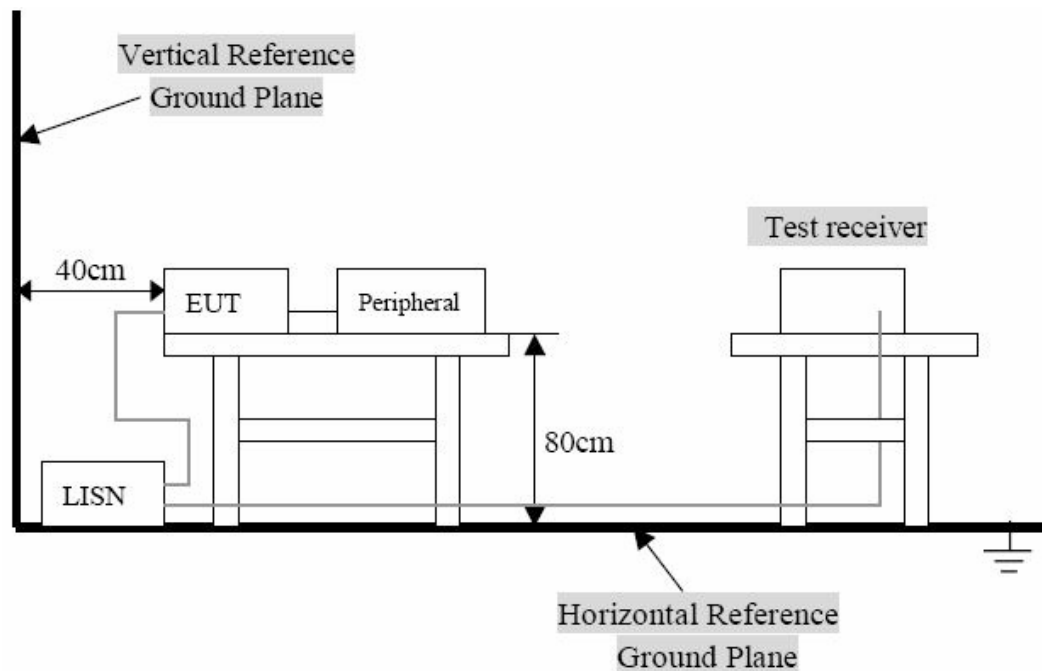 Vertical Reference
Ground Plane
Test receiver
40cm
EUT
Peripheral
80cm
LISN
Horizontal Reference
Ground Plane